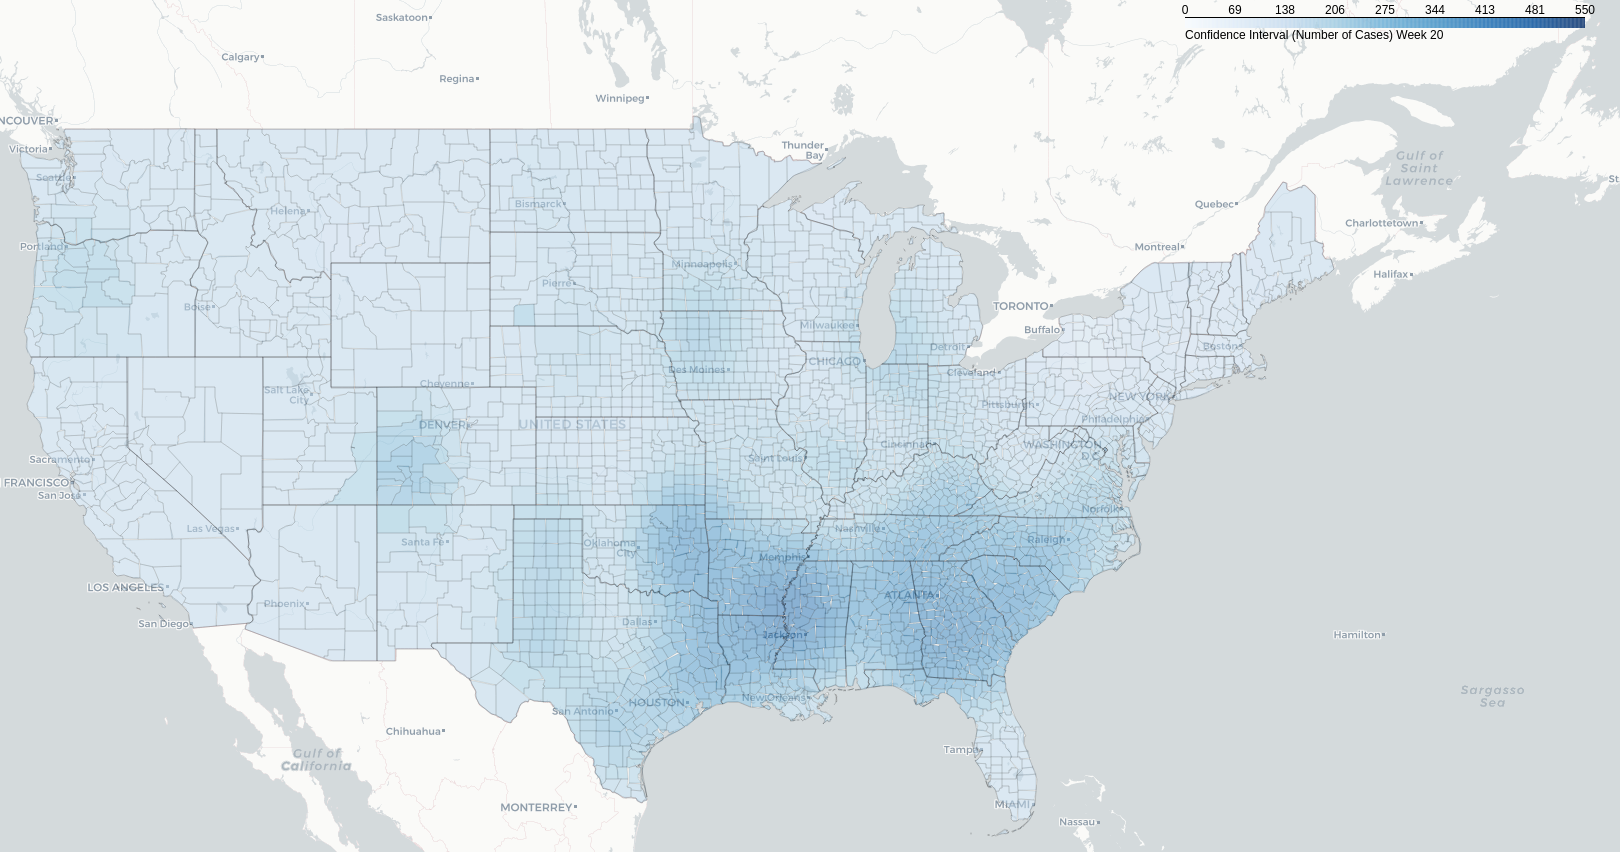 0 69 138 206 275 344 413 481 550
Confidence Interval (Number of Cases) Week 20
Saskatoon
Calgary
Regina
Winnipeg
NCOUVER
Victoria
Thunder
Bay
Gulf of
Saint
Lawrence
St
Seattle
Quebec
Helena
Bismarck
Charlottetown
Portland
Montreal
Minneapolis
Halifax
Pierre
Boise
TORONTO
Milwaukee
Buffalo
Detroit
Boston
CHICAGO
Des Moines
Cleveland
Cheyenne
Salt Lake
City
NEW YORK
Pittsburgh
Philadelphia
DENVER
UNITED STATES
Cincinnati
WASHINGTON
D.C.
Sacramento
Saint Louis
FRANCISCO
San Jose
Norfolk
Las Vegas
Nashville
Santa Fe
Oklahoma
City
Raleigh
Memphis
LOS ANGELES
ATLANTA
Phoenix
San Diego
Dallas
Jackson
Hamilton
Sargasso
Sea
New Orleans
HOUSTON
San Antonio
Chihuahua
Gulf of
California
Tampa
MONTERREY
MIAMI
Nassau